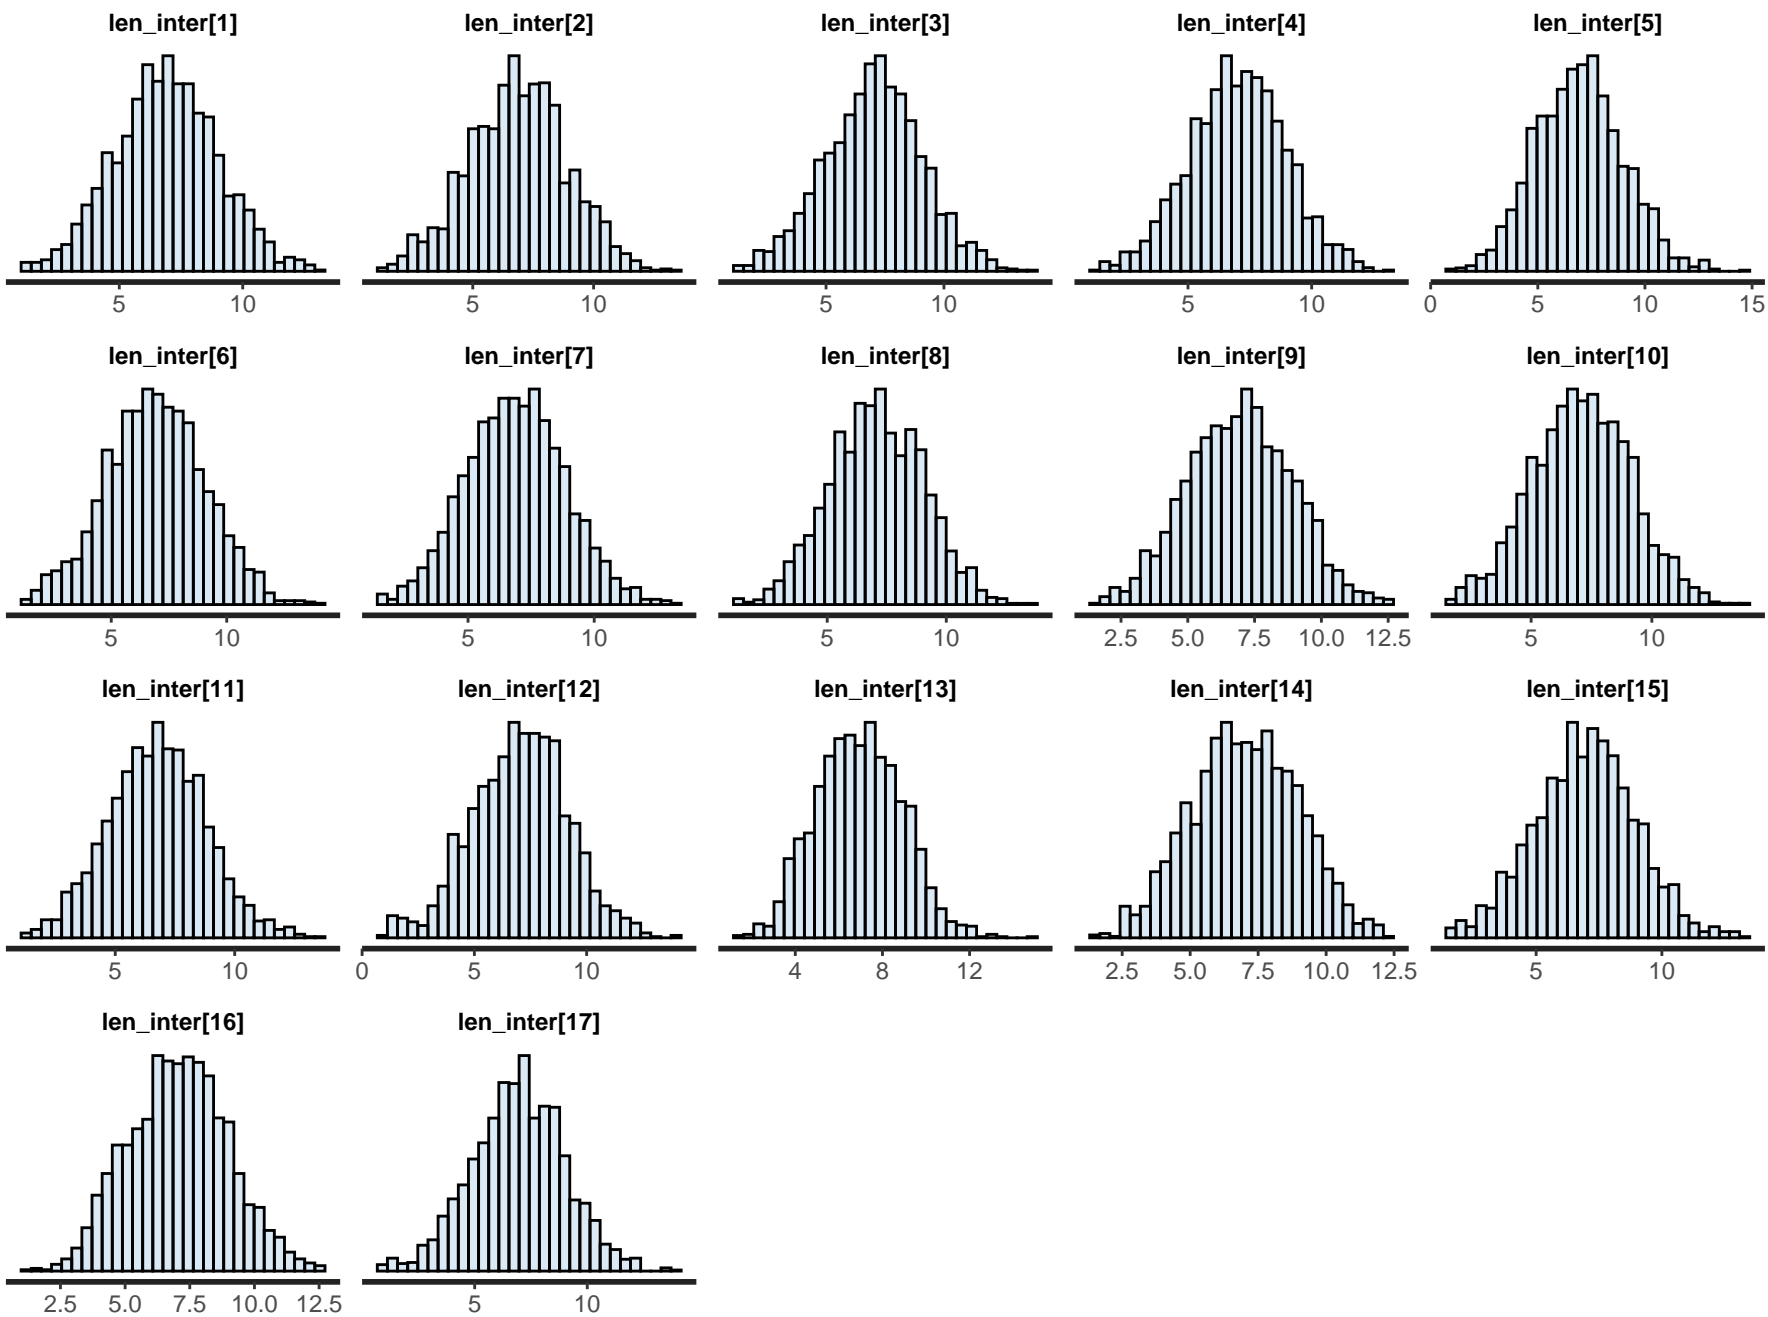 len_inter[1] len_inter[2] len_inter[3] len_inter[4] len_inter[5]
5 10 5 10 5 10 5 10 0 5 10 15
len_inter[6] len_inter[7] len_inter[8] len_inter[9] len_inter[10]
5 10 5 10 5 10 2.5 5.0 7.5 10.0 12.5 5 10
len_inter[11] len_inter[12] len_inter[13] len_inter[14] len_inter[15]
5 10 0 5 10 4 8 12 2.5 5.0 7.5 10.0 12.5 5 10
len_inter[16] len_inter[17]
2.5 5.0 7.5 10.0 12.5 5 10